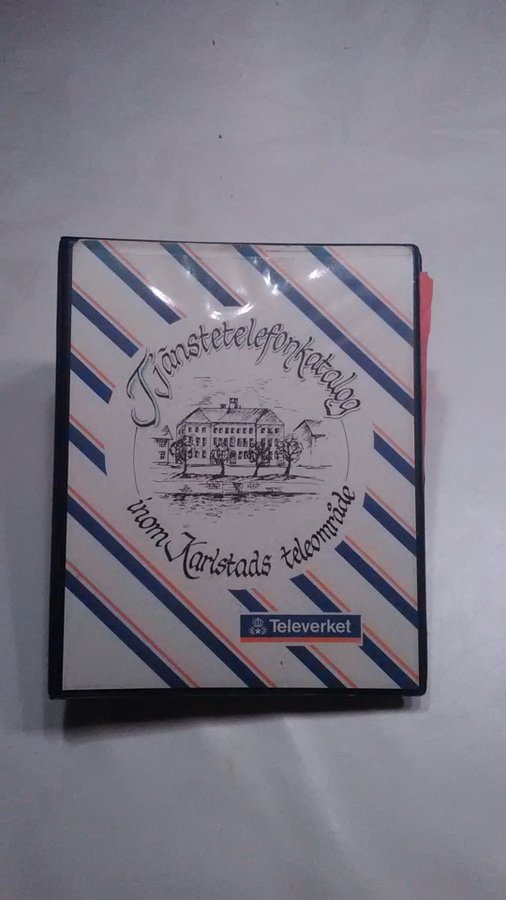 Tjänstetelefonkatalog
inom Karlstads teleområde
Televerket